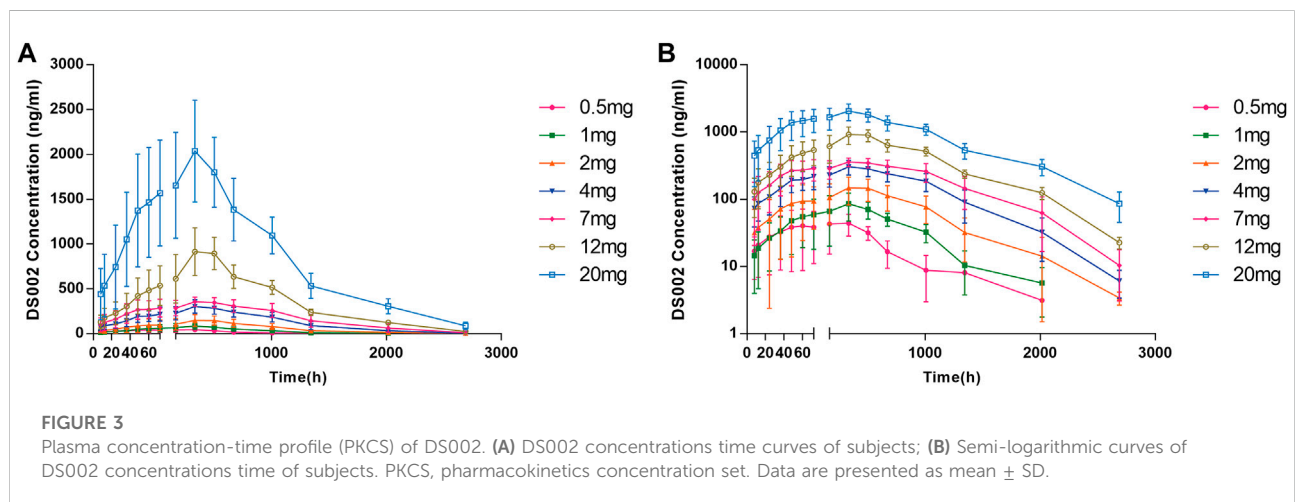 A
B
DS002 Concentration (ng/ml)
3000
2500
2000
1500
1000
500
0
0 20 40 60 1000 2000 3000
Time(h)
0.5mg
1mg
2mg
4mg
7mg
12mg
20mg
DS002 Concentration (ng/ml)
10000
1000
100
10
1
0 20 40 60 1000 2000 3000
Time(h)
0.5mg
1mg
2mg
4mg
7mg
12mg
20mg
FIGURE 3
Plasma concentration-time profile (PKCS) of DS002. (A) DS002 concentrations time curves of subjects; (B) Semi-logarithmic curves of
DS002 concentrations time of subjects. PKCS, pharmacokinetics concentration set. Data are presented as mean ± SD.